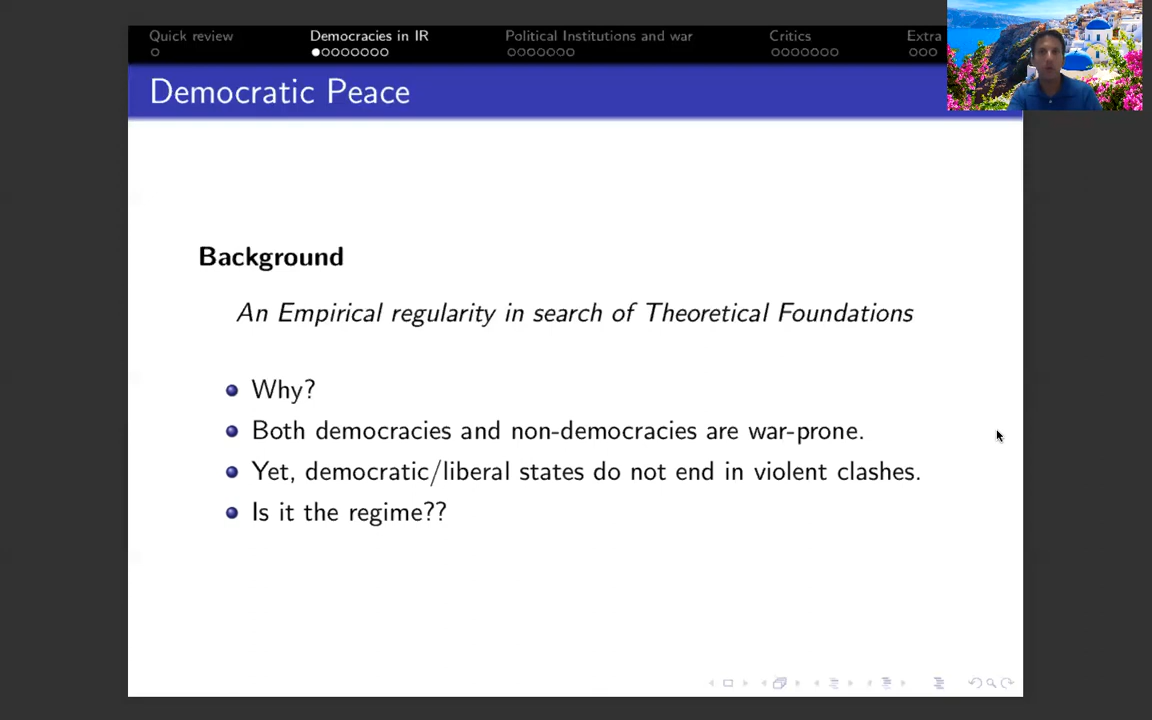 Quick review
Democracies in IR
Political Institutions and war
Critics
Extra
Democratic Peace
Background
An Empirical regularity in search of Theoretical Foundations
Why?
Both democracies and non-democracies are war-prone.
Yet, democratic/liberal states do not end in violent clashes.
Is it the regime??